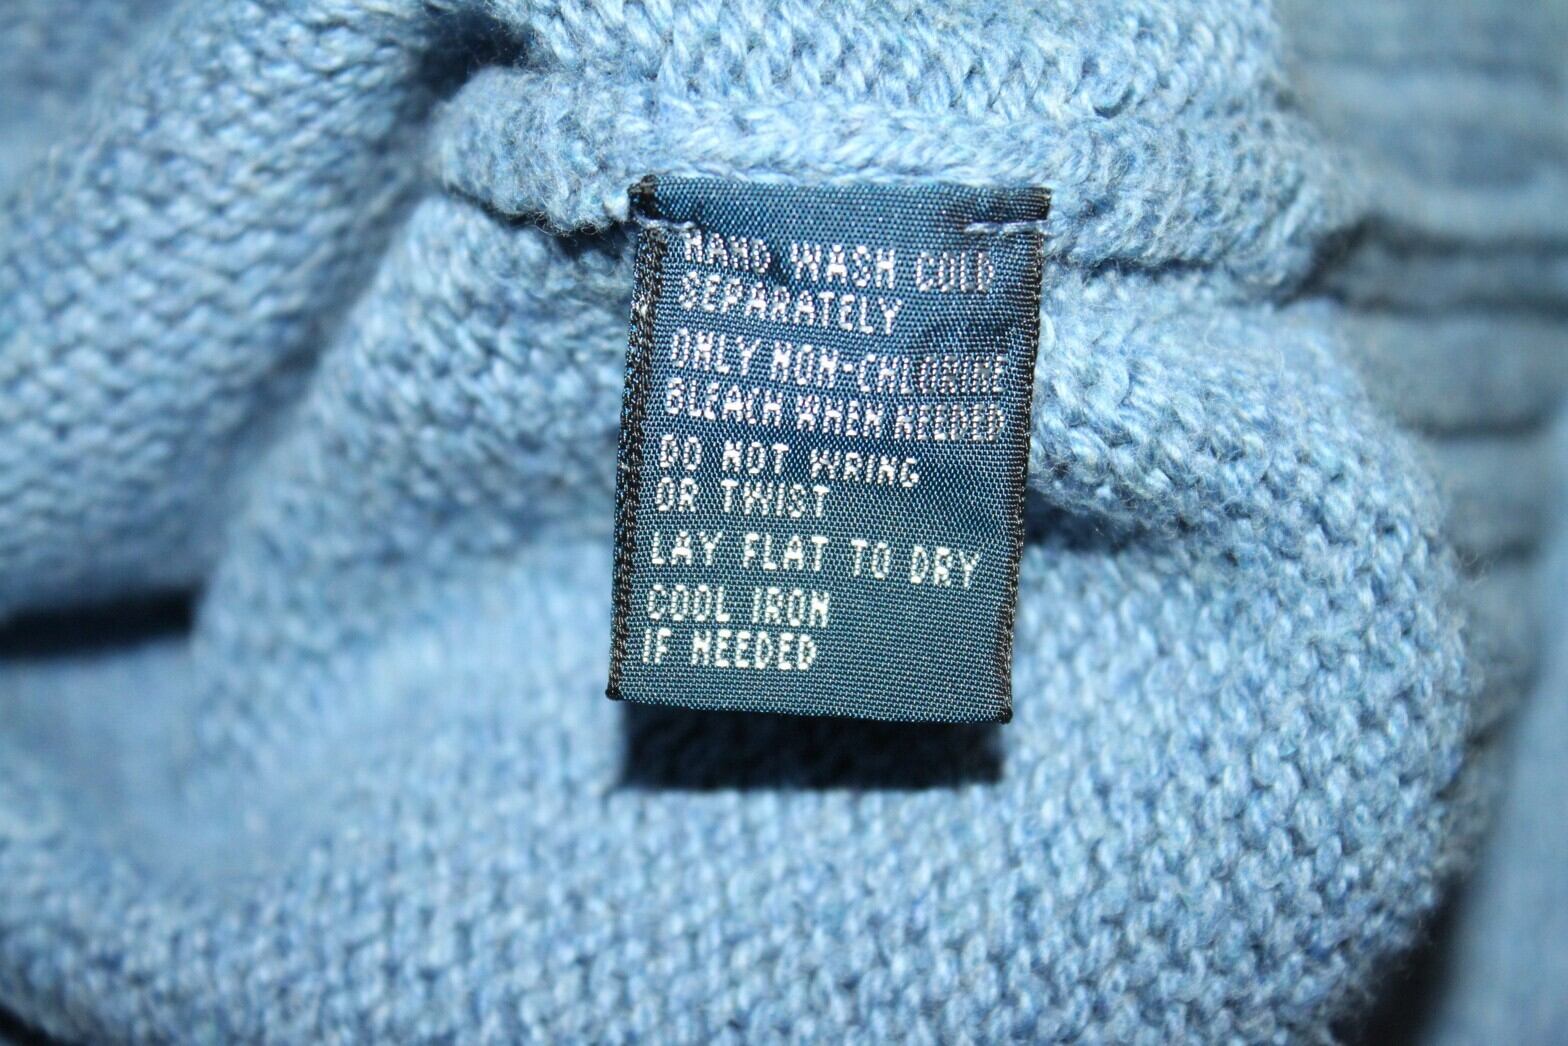 HAND WASH COLD
SEPARATELY
ONLY NON-CHLORINE
BLEACH WHEN NEEDED
DO NOT WRING
OR TWIST
LAY FLAT TO DRY
COOL IRON
IF NEEDED